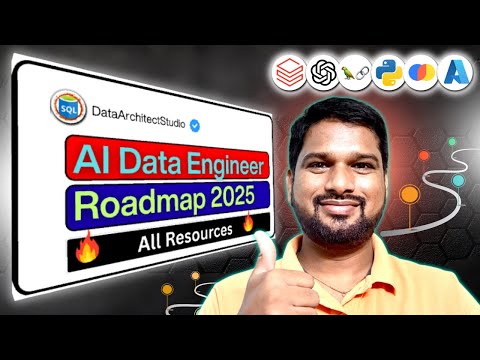 SQL
DataArchitectStudio
AI Data Engineer
Roadmap 2025
All Resources